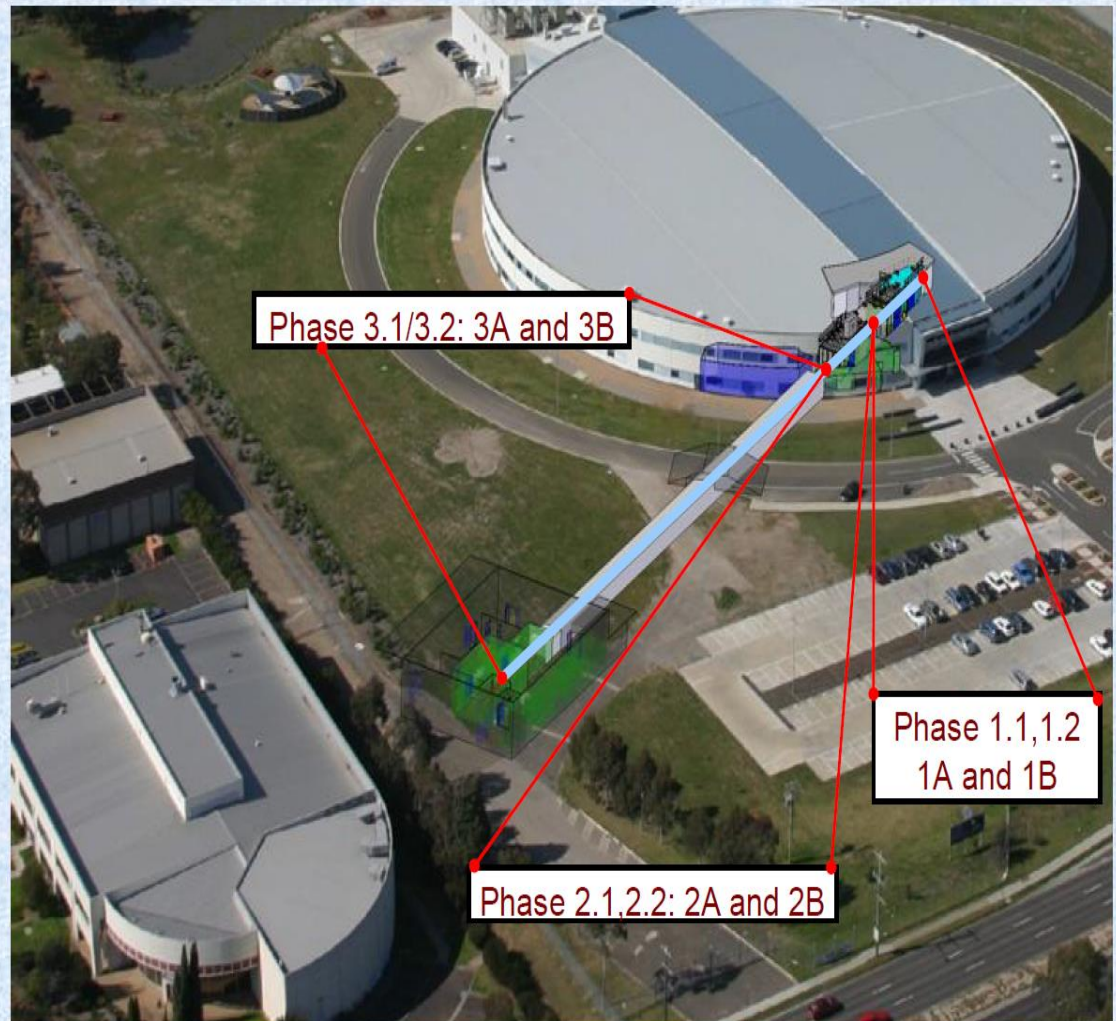 Phase 3.1/3.2: 3A and 3B
Phase 1.1,1.2
1A and 1B
Phase 2.1,2.2: 2A and 2B